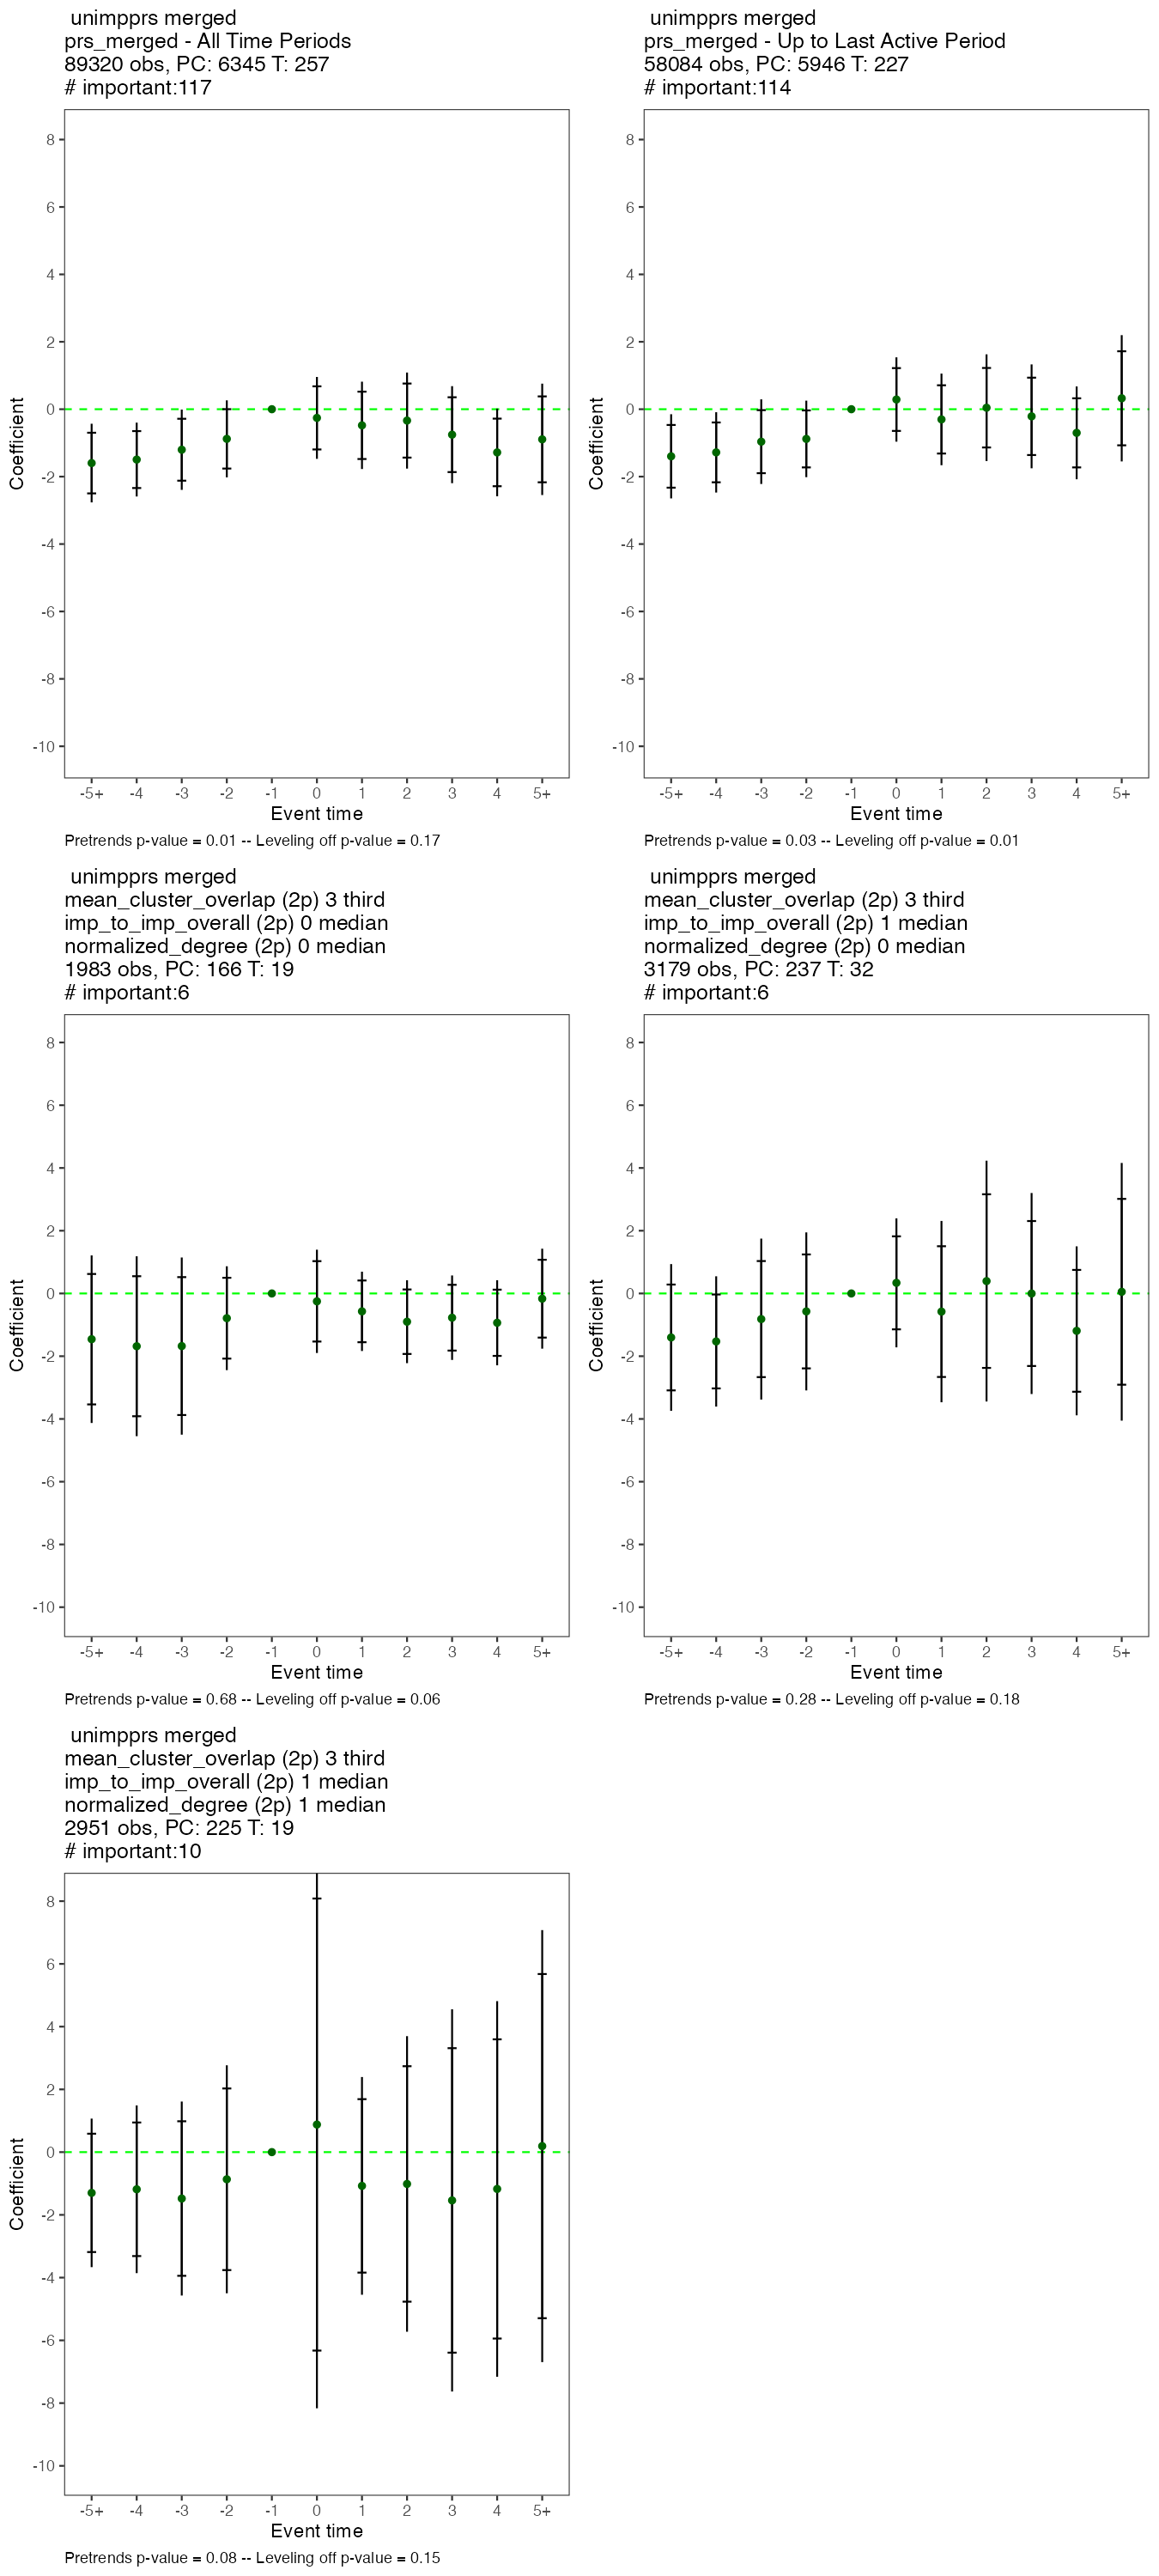 unimpprs merged
prs_merged - All Time Periods
89320 obs, PC: 6345 T: 257
# important:117
8
6
4
2
0
-2
-4
-6
-8
-10
Coefficient
-5+ -4 -3 -2 -1 0 1 2 3 4 5+
Event time
Pretrends p-value = 0.01 -- Leveling off p-value = 0.17
unimpprs merged
prs_merged - Up to Last Active Period
58084 obs, PC: 5946 T: 227
# important:114
8
6
4
2
0
-2
-4
-6
-8
-10
Coefficient
-5+ -4 -3 -2 -1 0 1 2 3 4 5+
Event time
Pretrends p-value = 0.03 -- Leveling off p-value = 0.01
unimpprs merged
mean_cluster_overlap (2p) 3 third
imp_to_imp_overall (2p) 0 median
normalized_degree (2p) 0 median
1983 obs, PC: 166 T: 19
# important:6
8
6
4
2
0
-2
-4
-6
-8
-10
Coefficient
-5+ -4 -3 -2 -1 0 1 2 3 4 5+
Event time
Pretrends p-value = 0.68 -- Leveling off p-value = 0.06
unimpprs merged
mean_cluster_overlap (2p) 3 third
imp_to_imp_overall (2p) 1 median
normalized_degree (2p) 0 median
3179 obs, PC: 237 T: 32
# important:6
8
6
4
2
0
-2
-4
-6
-8
-10
Coefficient
-5+ -4 -3 -2 -1 0 1 2 3 4 5+
Event time
Pretrends p-value = 0.28 -- Leveling off p-value = 0.18
unimpprs merged
mean_cluster_overlap (2p) 3 third
imp_to_imp_overall (2p) 1 median
normalized_degree (2p) 1 median
2951 obs, PC: 225 T: 19
# important:10
8
6
4
2
0
-2
-4
-6
-8
-10
Coefficient
-5+ -4 -3 -2 -1 0 1 2 3 4 5+
Event time
Pretrends p-value = 0.08 -- Leveling off p-value = 0.15